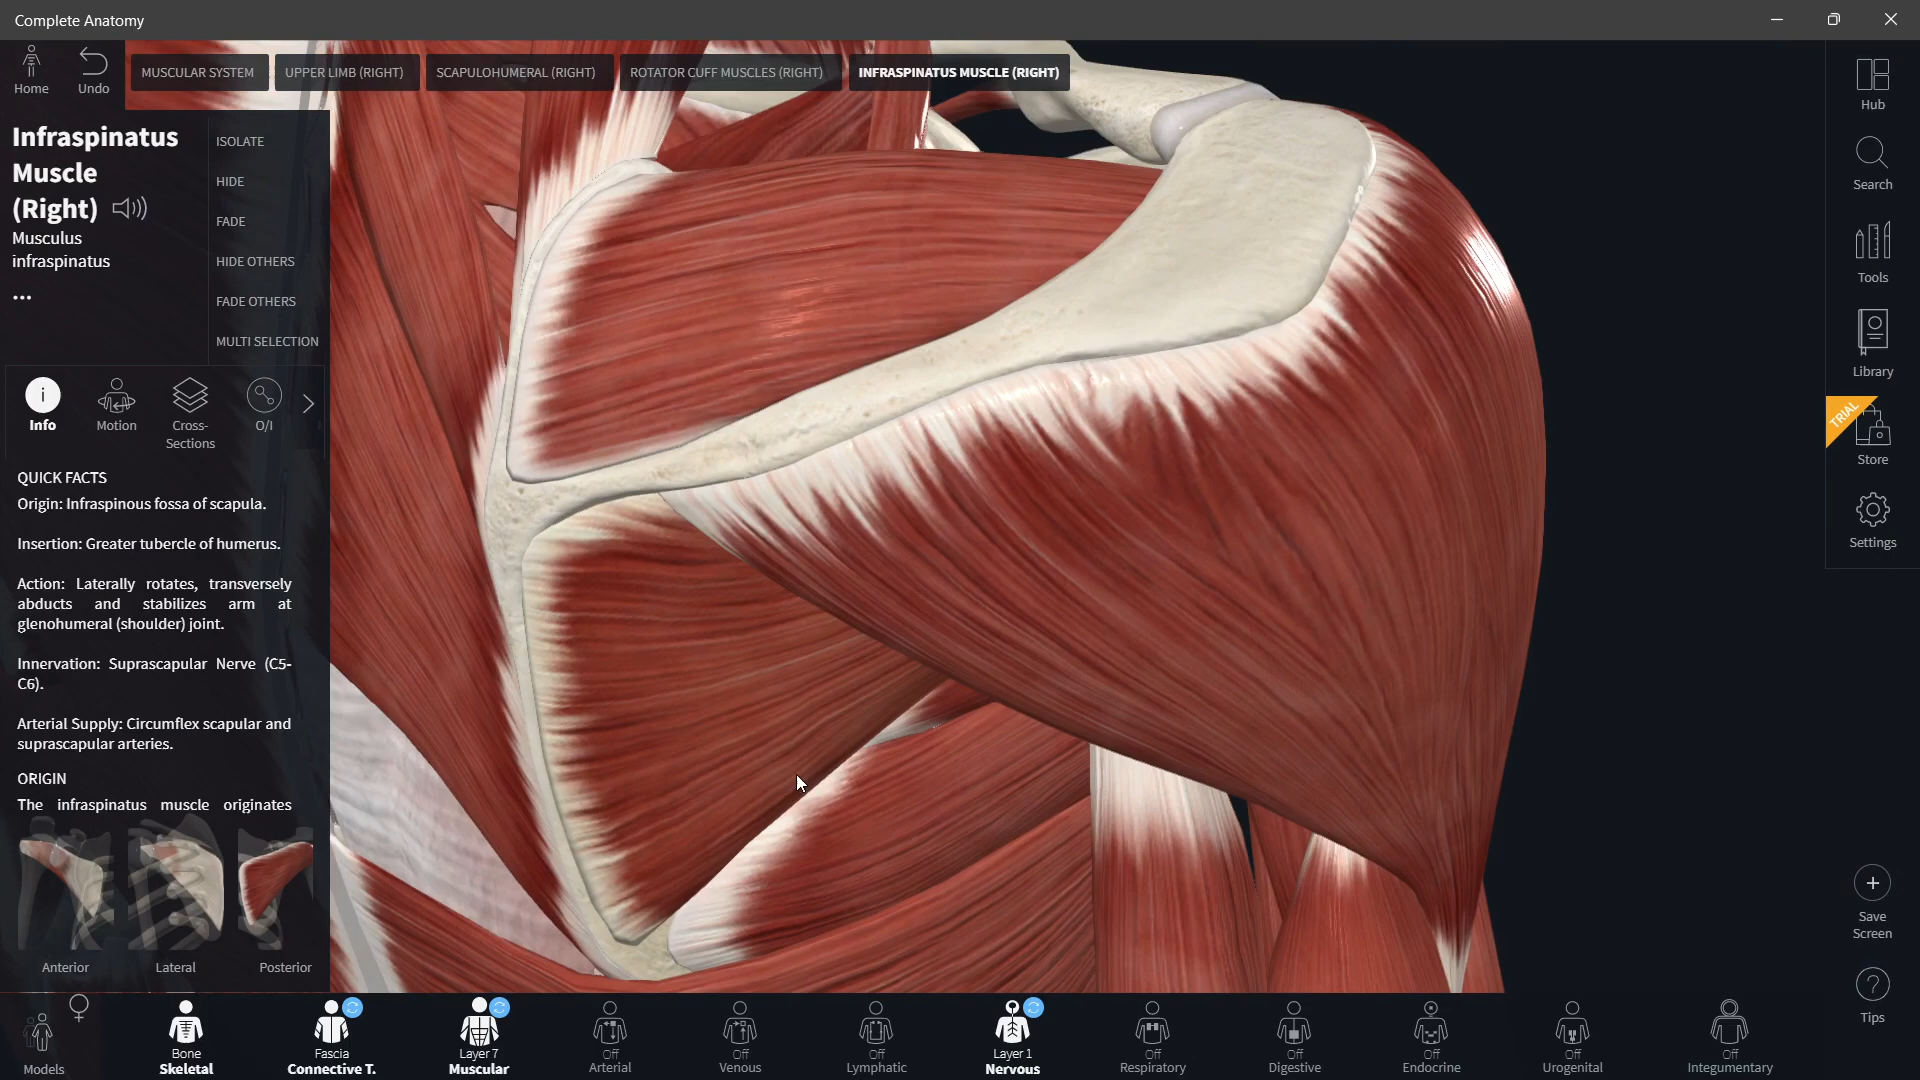 Complete Anatomy
Home
Undo
MUSCULAR SYSTEM
UPPER LIMB (RIGHT)
SCAPULOHUMERAL (RIGHT)
ROTATOR CUFF MUSCLES (RIGHT)
INFRASPINATUS MUSCLE (RIGHT)
Infraspinatus
Muscle
(Right)
Musculus
infraspinatus
...
ISOLATE
HIDE
FADE
HIDE OTHERS
FADE OTHERS
MULTI SELECTION
Info
Motion
Cross-
Sections
O/I
QUICK FACTS
Origin: Infraspinous fossa of scapula.
Insertion: Greater tubercle of humerus.
Action: Laterally rotates, transversely
abducts and stabilizes arm at
glenohumeral (shoulder) joint.
Innervation: Suprascapular Nerve (C5-
C6).
Arterial Supply: Circumflex scapular and
suprascapular arteries.
ORIGIN
The infraspinatus muscle originates
Anterior
Lateral
Posterior
Hub
Search
Tools
Library
TRIAL
Store
Settings
Save
Screen
Tips
Models
Bone
Skeletal
Fascia
Connective T.
Layer 7
Muscular
Off
Arterial
Off
Venous
Off
Lymphatic
Layer 1
Nervous
Off
Respiratory
Off
Digestive
Off
Endocrine
Off
Urogenital
Off
Integumentary